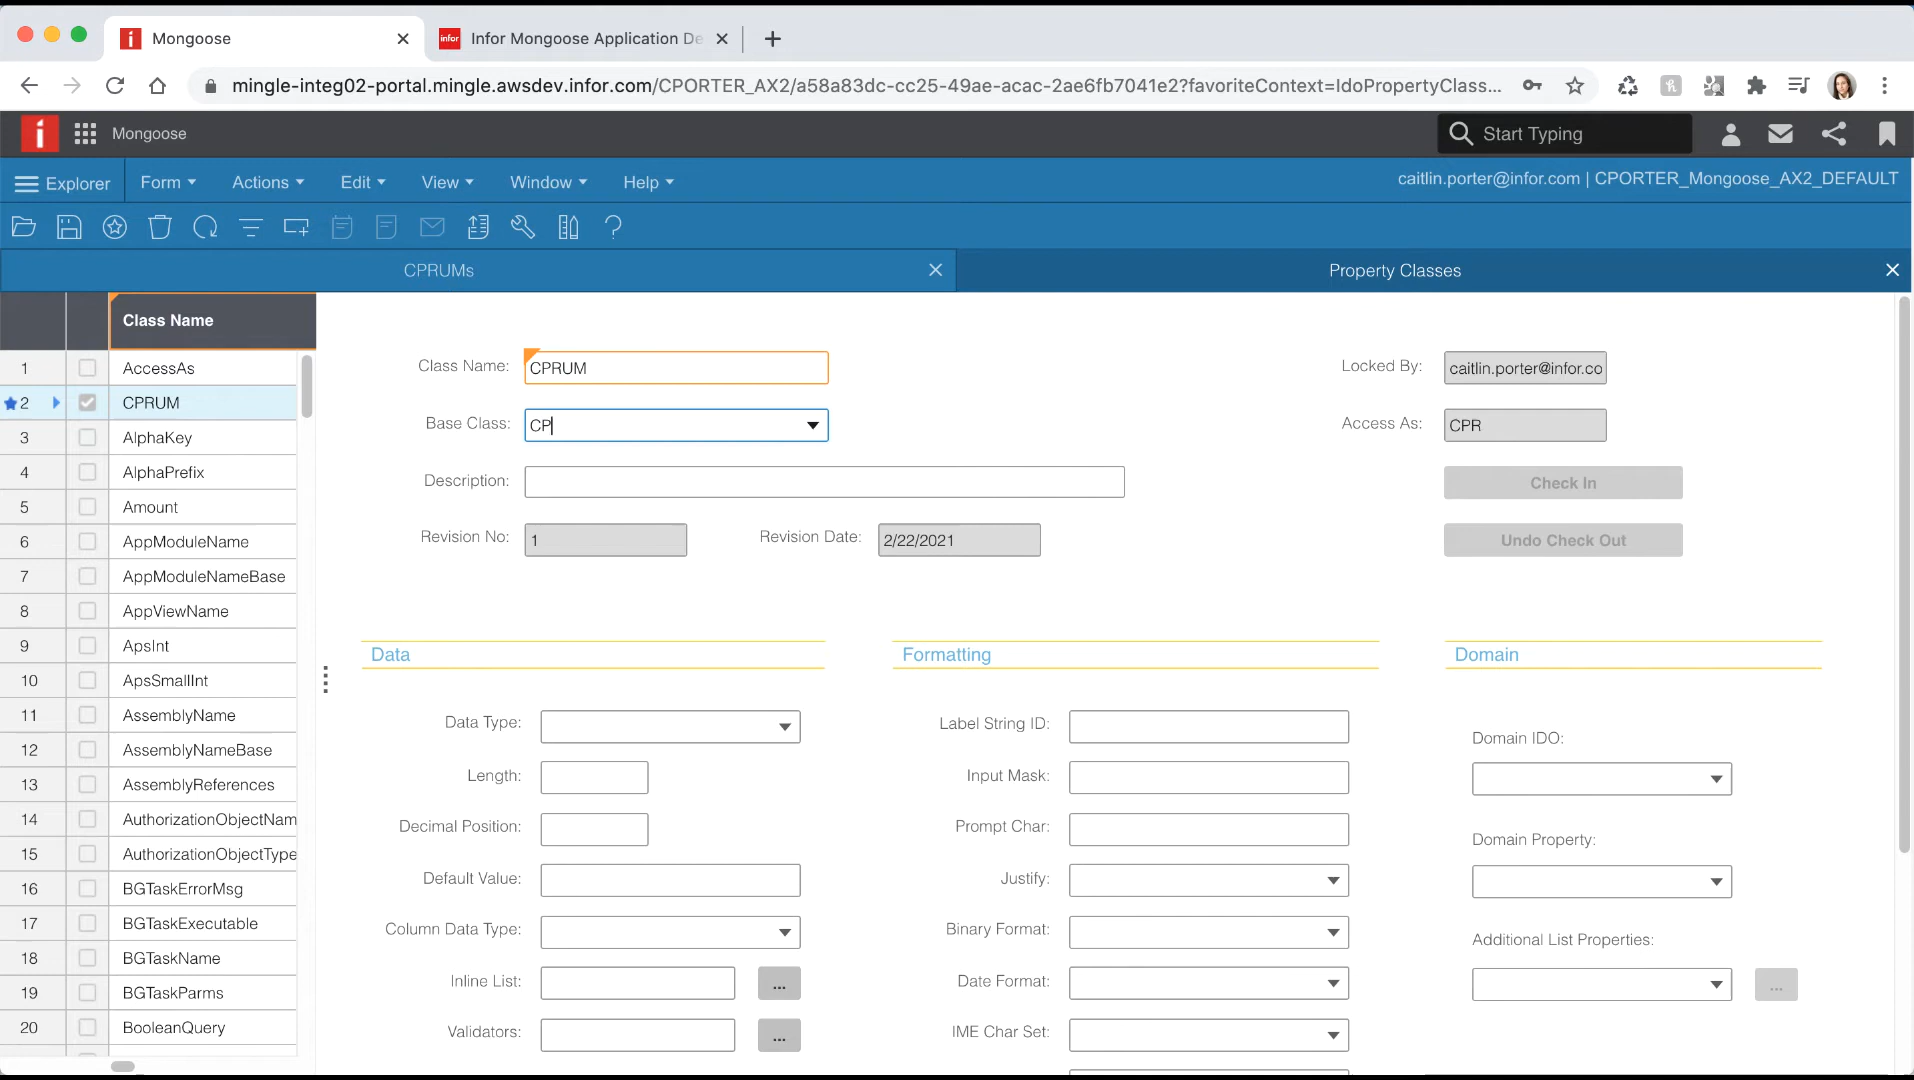 Mongoose
infor
Infor Mongoose Application De
mingle-integ02-portal.mingle.awsdev.infor.com/CPORTER_AX2/a58a83dc-cc25-49ae-acac-2ae6fb7041e2?favoriteContext=IdoPropertyClass...
Mongoose
Start Typing
Explorer
Form
Actions
Edit
View
Window
Help
caitlin.porter@infor.com | CPORTER_Mongoose_AX2_DEFAULT
CPRUMs
Property Classes
Class Name
1 AccessAs
2 CPRUM
3 AlphaKey
4 AlphaPrefix
5 Amount
6 AppModuleName
7 AppModuleNameBase
8 AppViewName
9 ApsInt
10 ApsSmallInt
11 AssemblyName
12 AssemblyNameBase
13 AssemblyReferences
14 AuthorizationObjectNam
15 AuthorizationObjectType
16 BGTaskErrorMsg
17 BGTaskExecutable
18 BGTaskName
19 BGTaskParms
20 BooleanQuery
Class Name: CPRUM
Base Class: CP
Description:
Revision No: 1
Revision Date: 2/22/2021
Locked By: caitlin.porter@infor.co
Access As: CPR
Check In
Undo Check Out
Data
Data Type:
Length:
Decimal Position:
Default Value:
Column Data Type:
Inline List: ...
Validators: ...
Formatting
Label String ID:
Input Mask:
Prompt Char:
Justify:
Binary Format:
Date Format:
IME Char Set:
Domain
Domain IDO:
Domain Property:
Additional List Properties:
...